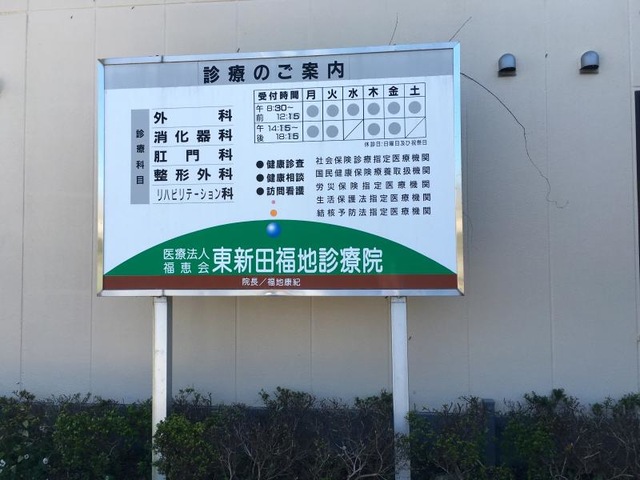 診療のご案内
診療科目
外科
消化器科
肛門科
整形外科
リハビリテーション科
受付時間 月 火 水 木 金 土
午前 8:30~12:15 ● ● ● ● ● ●
午後 14:15~18:15 ● ● ／ ● ● ／
休診日:日曜日及び祝祭日
●健康診査
●健康相談
●訪問看護
社会保険診療指定医療機関
国民健康保険療養取扱機関
労災保険指定医療機関
生活保護法指定医療機関
結核予防法指定医療機関
医療法人福恵会 東新田福地診療院
院長／福地康紀